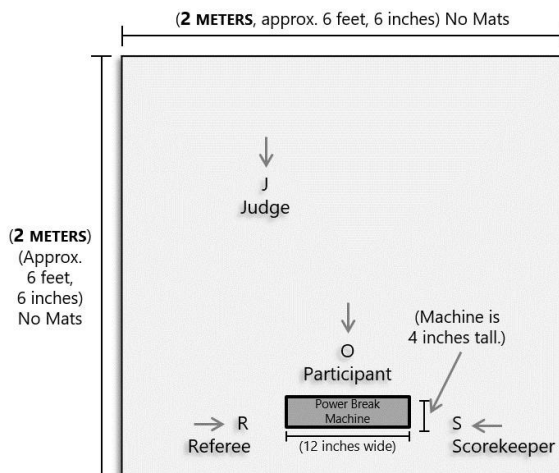 (2 METERS, approx. 6 feet, 6 inches) No Mats
J
Judge
(2 METERS)
(Approx.
6 feet,
6 inches)
No Mats
(Machine is
4 inches tall.)
O
Participant
Power Break
Machine
R
Referee
(12 inches wide)
S
Scorekeeper